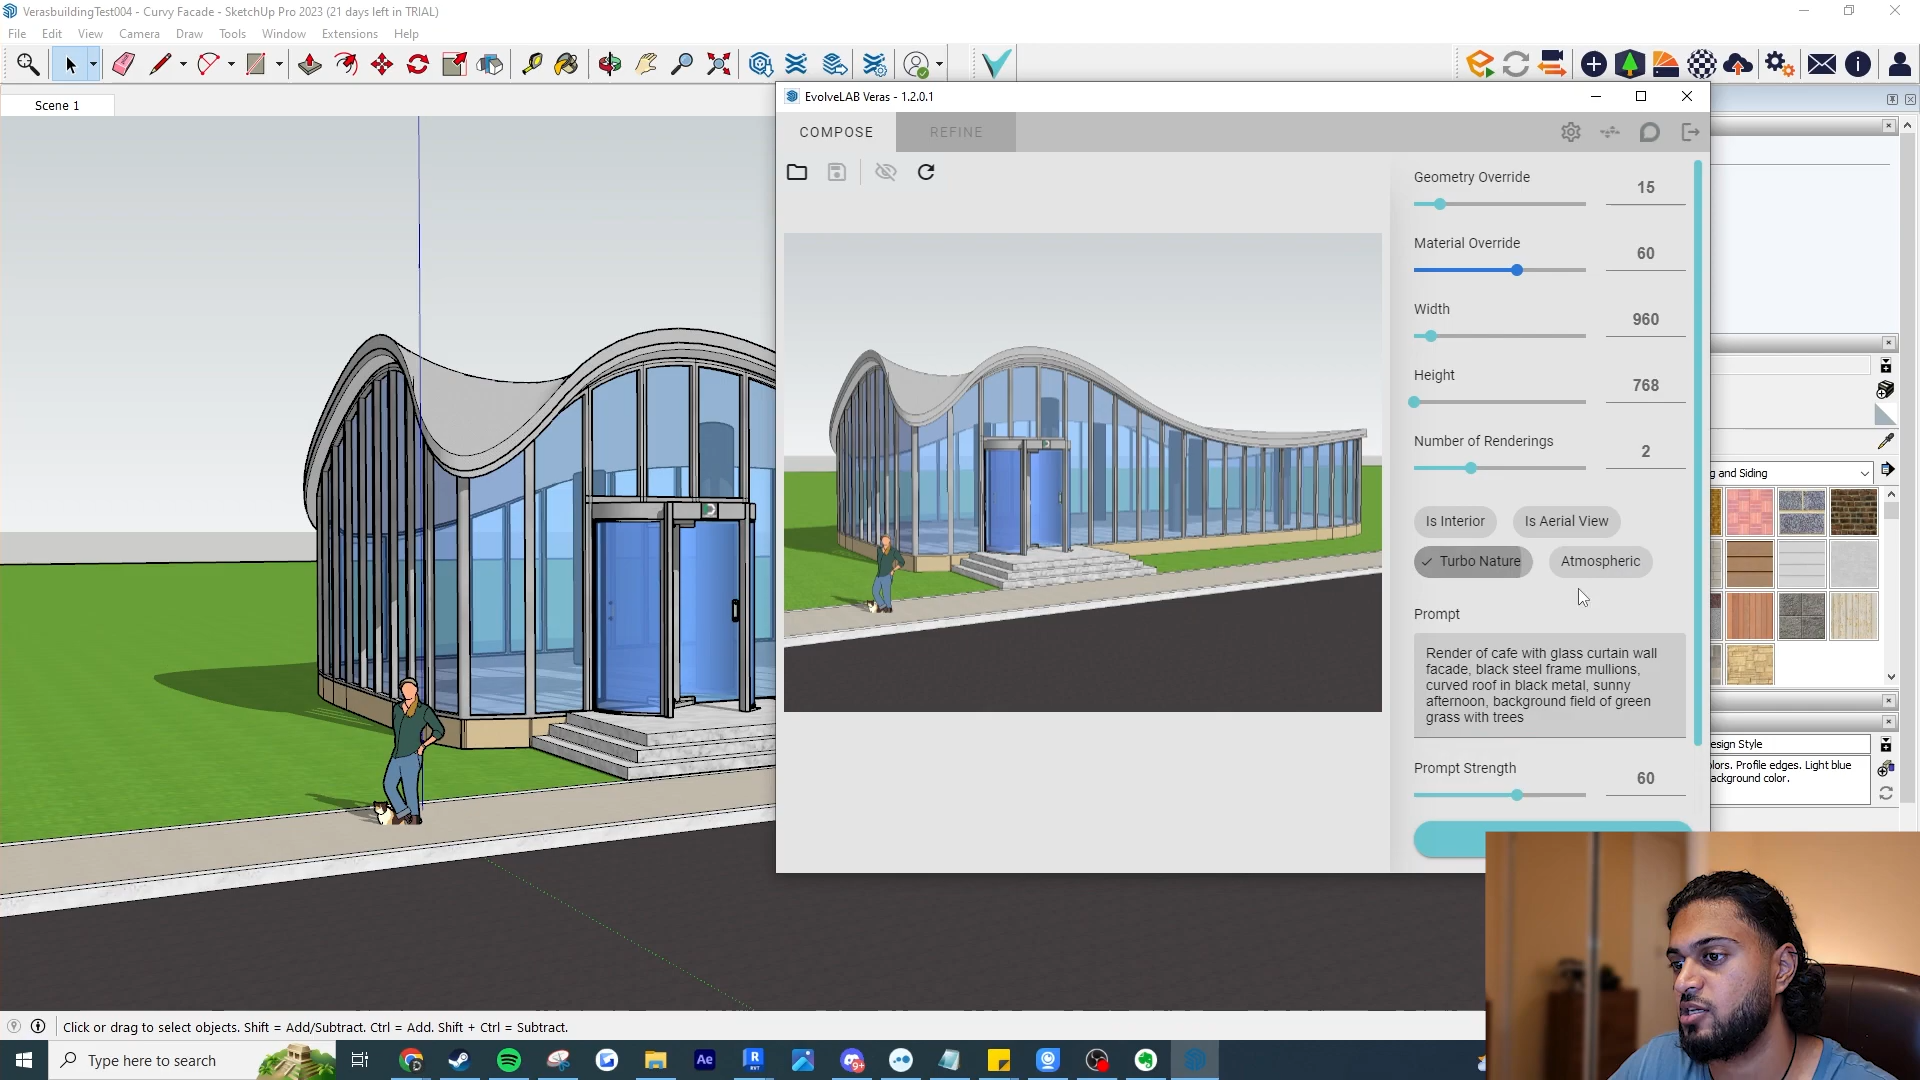 VerasbuildingTest004 - Curvy Facade - SketchUp Pro 2023 (21 days left in TRIAL)
File Edit View Camera Draw Tools Window Extensions Help
Scene 1
EvolveLAB Veras - 1.2.0.1
COMPOSE REFINE
Geometry Override
15
Material Override
60
Width
960
Height
768
Number of Renderings
2
Is Interior Is Aerial View
Turbo Nature Atmospheric
Prompt
Render of cafe with glass curtain wall
facade, black steel frame mullions,
curved roof in black metal, sunny
afternoon, background field of green
grass with trees
Prompt Strength
60
g and Siding
esign Style
olors. Profile edges. Light blue
ackground color.
Click or drag to select objects. Shift = Add/Subtract. Ctrl = Add. Shift + Ctrl = Subtract.
Type here to search
Ae
R
9+